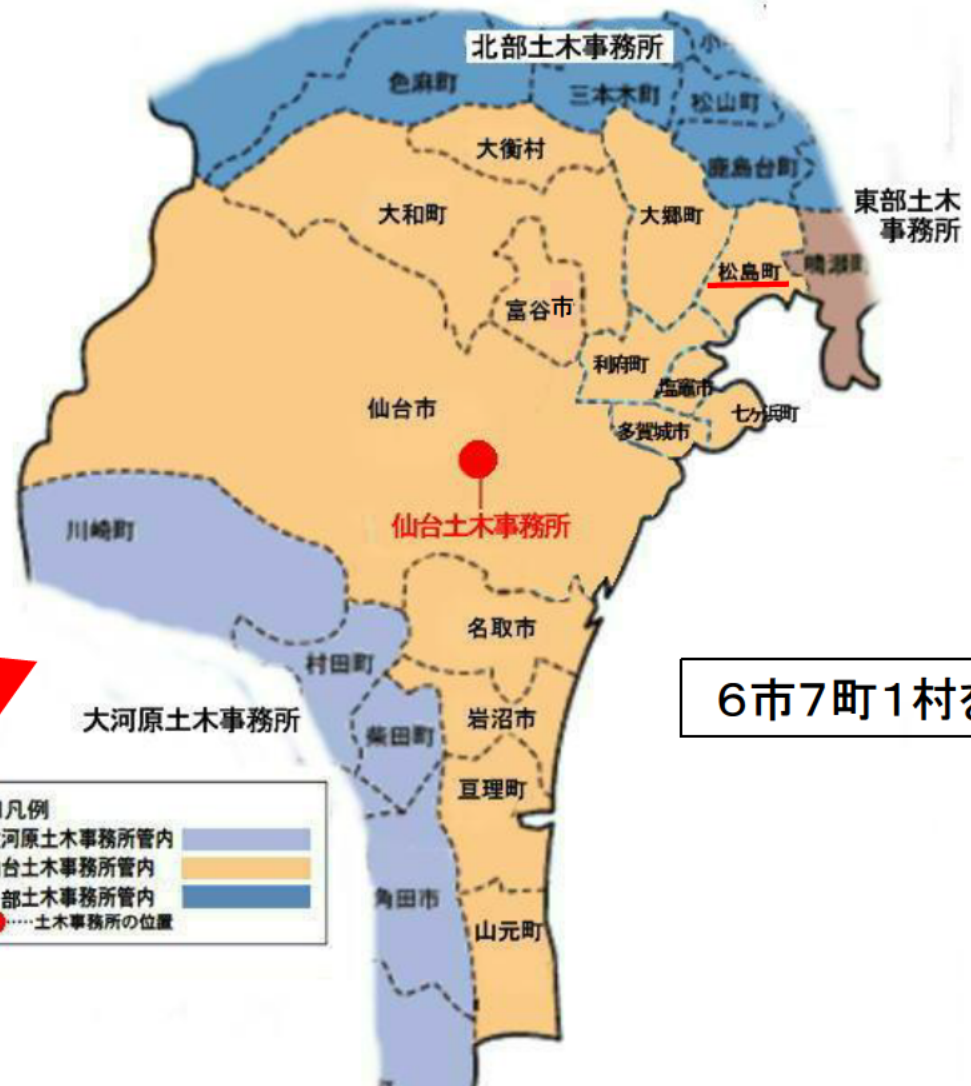 北部土木事務所
色麻町
三本木町
松山町
鹿島台町
大衡村
大和町
大郷町
東部土木
事務所
松島町
鳴瀬町
富谷市
利府町
塩竈市
七ヶ浜町
多賀城市
仙台市
仙台土木事務所
川崎町
名取市
村田町
大河原土木事務所
柴田町
岩沼市
6市7町1村を
亘理町
凡例
河原土木事務所管内
台土木事務所管内
部土木事務所管内
……土木事務所の位置
角田市
山元町